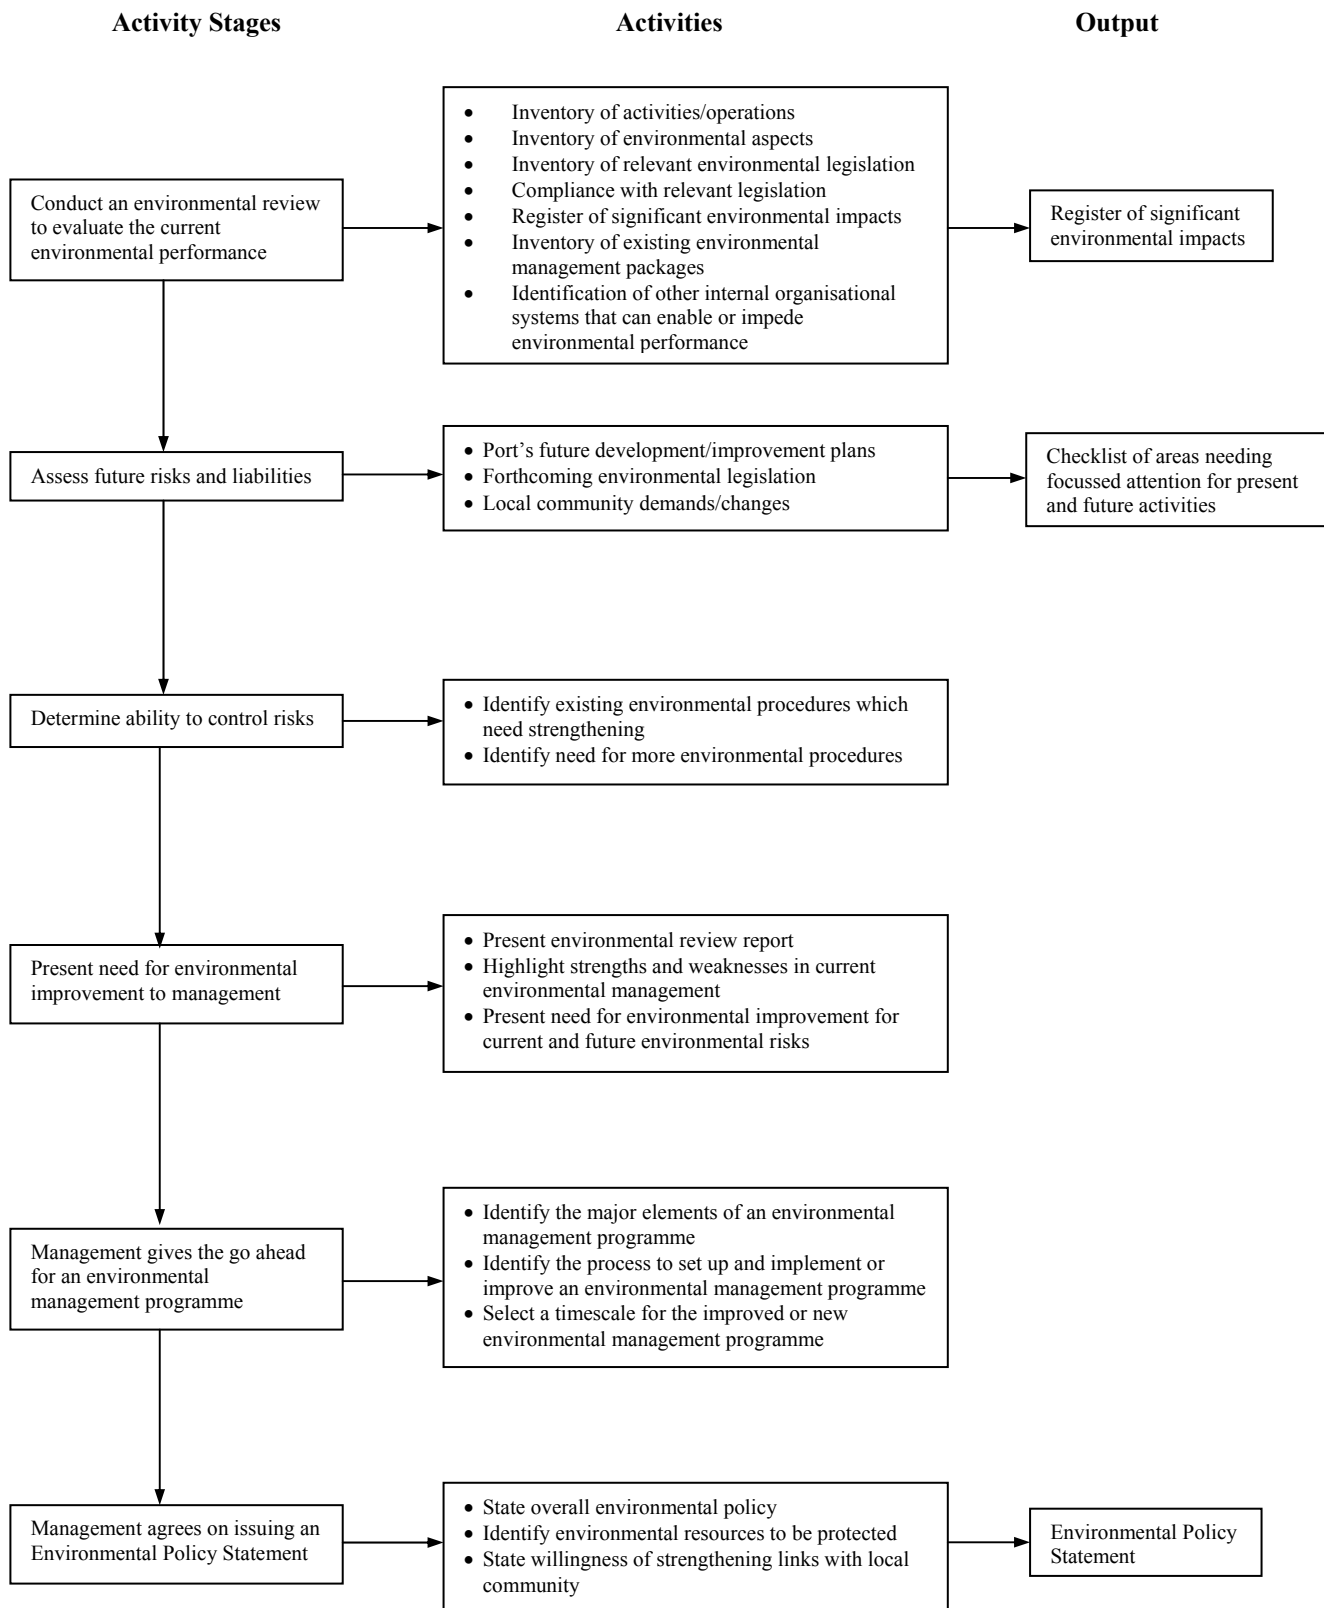 Activity Stages
Activities
Output
Conduct an environmental review
to evaluate the current
environmental performance
• Inventory of activities/operations
• Inventory of environmental aspects
• Inventory of relevant environmental legislation
• Compliance with relevant legislation
• Register of significant environmental impacts
• Inventory of existing environmental
management packages
• Identification of other internal organisational
systems that can enable or impede
environmental performance
Register of significant
environmental impacts
Assess future risks and liabilities
• Port's future development/improvement plans
• Forthcoming environmental legislation
• Local community demands/changes
Checklist of areas needing
focussed attention for present
and future activities
Determine ability to control risks
• Identify existing environmental procedures which
need strengthening
• Identify need for more environmental procedures
Present need for environmental
improvement to management
• Present environmental review report
• Highlight strengths and weaknesses in current
environmental management
• Present need for environmental improvement for
current and future environmental risks
Management gives the go ahead
for an environmental
management programme
• Identify the major elements of an environmental
management programme
• Identify the process to set up and implement or
improve an environmental management programme
• Select a timescale for the improved or new
environmental management programme
Management agrees on issuing an
Environmental Policy Statement
• State overall environmental policy
• Identify environmental resources to be protected
• State willingness of strengthening links with local
community
Environmental Policy
Statement